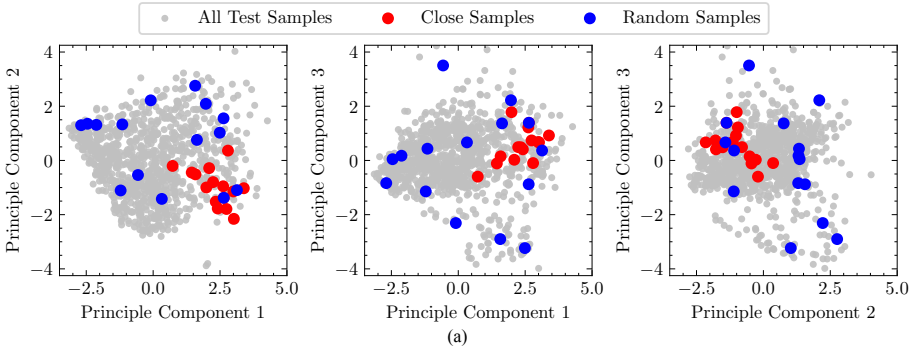 All Test Samples Close Samples Random Samples
Principle Component 2
4
2
0
−2
−4
−2.5 0.0 2.5 5.0
Principle Component 1
Principle Component 3
4
2
0
−2
−4
−2.5 0.0 2.5 5.0
Principle Component 1
Principle Component 3
4
2
0
−2
−4
−2.5 0.0 2.5 5.0
Principle Component 2
(a)